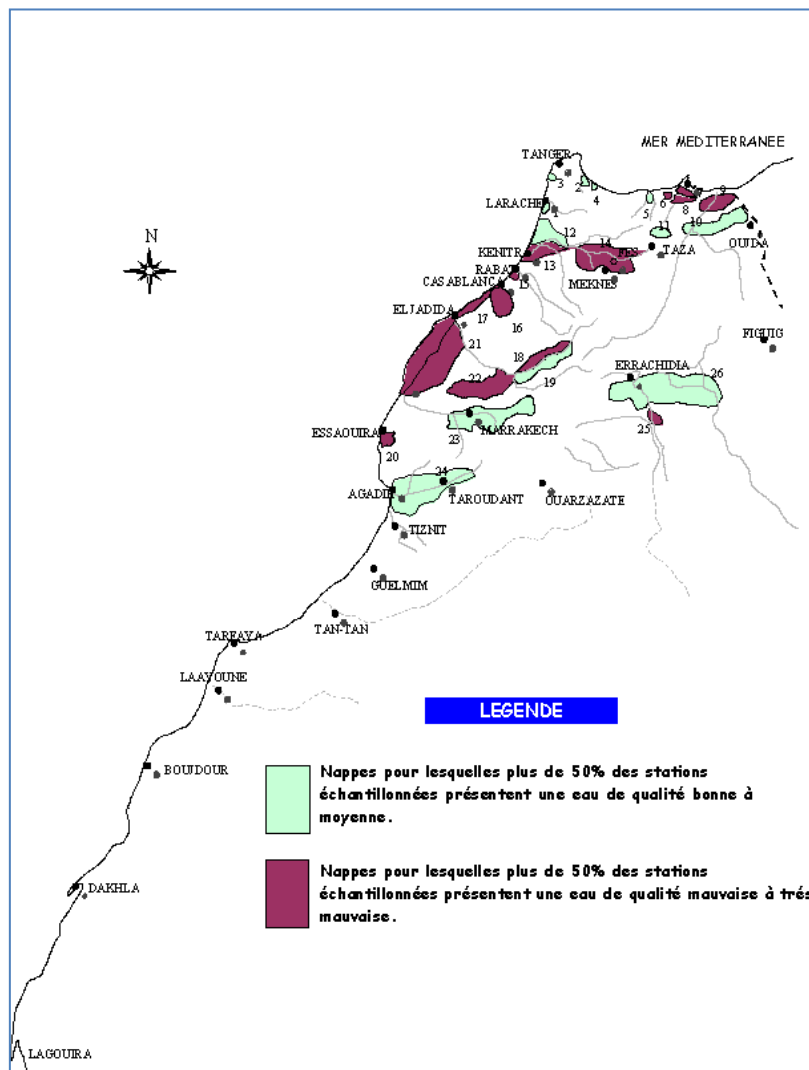 MER MEDITERRANEE
TANGER
3
2
4
LARACHE
1
5
6
7
8
9
10
11
OUJDA
12
KENITRA
13
14
FES
TAZA
RABAT
15
MEKNES
CASABLANCA
ELJADIDA
17
16
21
FIGUIG
18
22
19
ERRACHIDIA
26
N
ESSAOUIRA
20
23
MARRAKECH
25
24
AGADIR
TAROUDANT
OUARZAZATE
TIZNIT
GUELMIM
TAN-TAN
TARFAYA
LAAYOUNE
BOUJDOUR
DAKHLA
LAGOUIRA
LEGENDE
Nappes pour lesquelles plus de 50% des stations
échantillonnées présentent une eau de qualité bonne à
moyenne.
Nappes pour lesquelles plus de 50% des stations
échantillonnées présentent une eau de qualité mauvaise à trés
mauvaise.